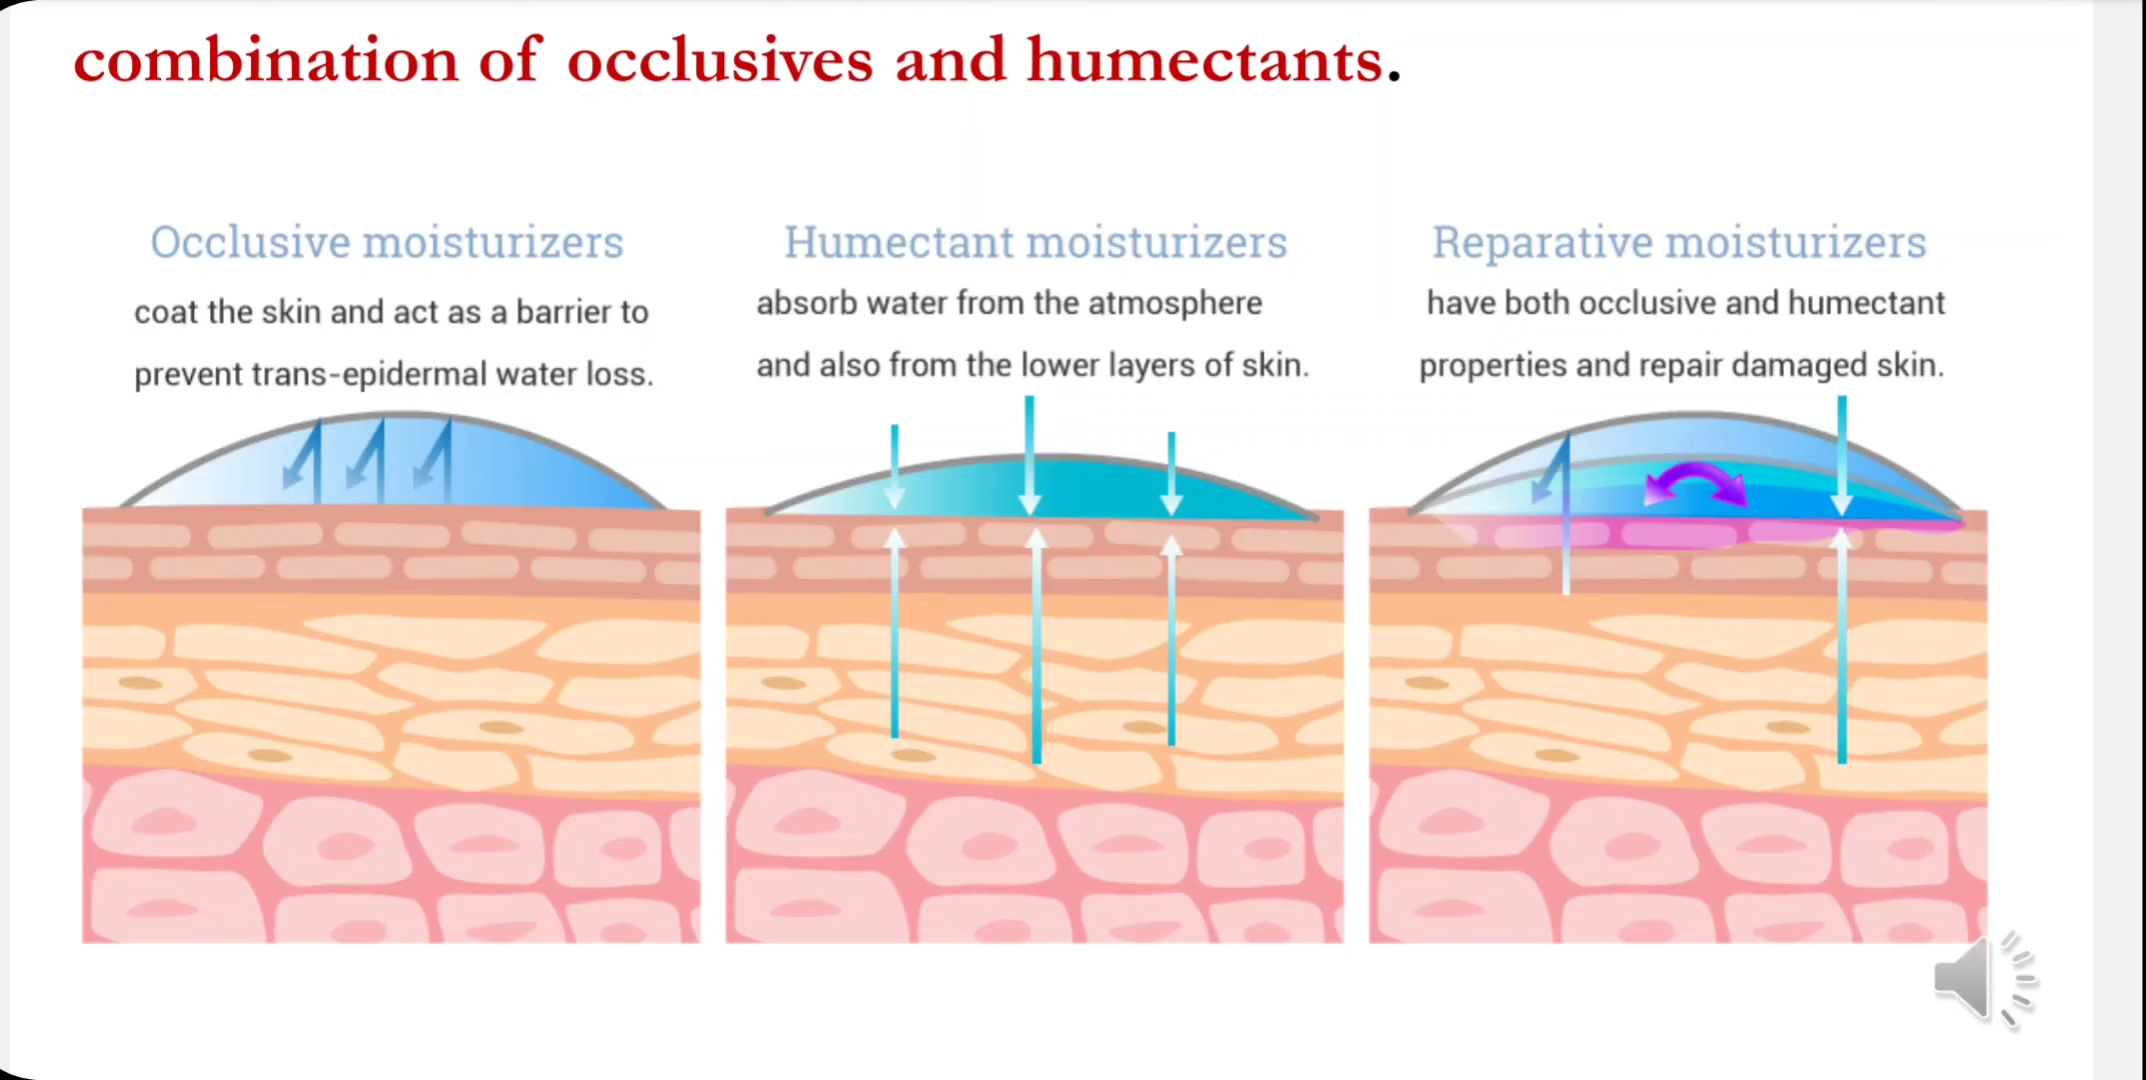 combination of occlusives and humectants.
Occlusive moisturizers
coat the skin and act as a barrier to
prevent trans-epidermal water loss.
Humectant moisturizers
absorb water from the atmosphere
and also from the lower layers of skin.
Reparative moisturizers
have both occlusive and humectant
properties and repair damaged skin.